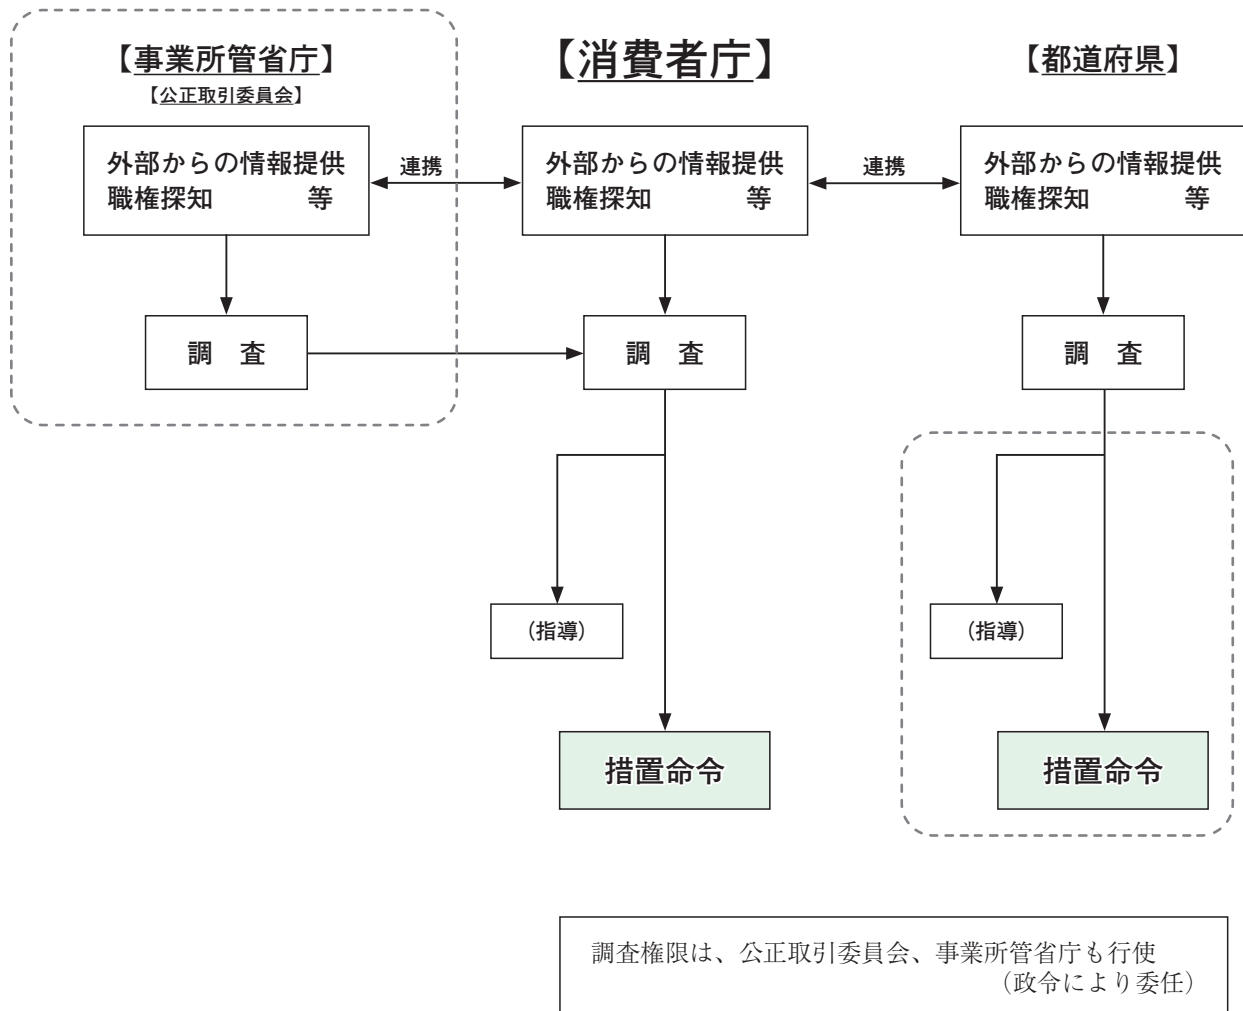 【事業所管省庁】
【公正取引委員会】
外部からの情報提供
職権探知　　　　等
調　査
連携
【消費者庁】
外部からの情報提供
職権探知　　　　等
調　査
（指導）
措置命令
連携
【都道府県】
外部からの情報提供
職権探知　　　　等
調　査
（指導）
措置命令
調査権限は、公正取引委員会、事業所管省庁も行使
（政令により委任）